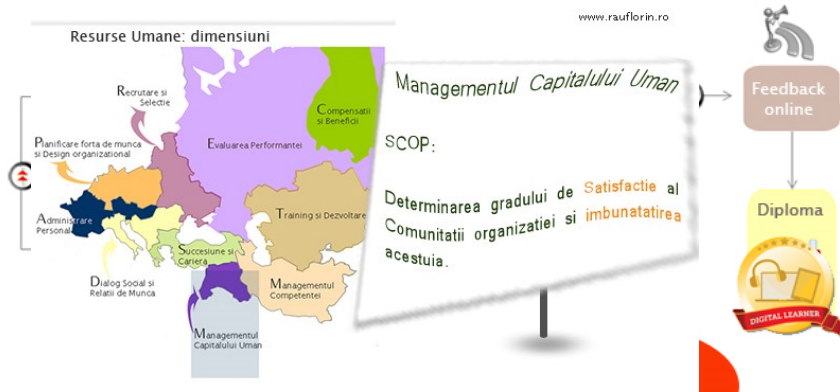 www.rauflorin.ro
Resurse Umane: dimensiuni
Recrutare si
Selectie
Compensatii
si Beneficii
Planificare forta de munca
si Design organizational
Evaluarea Performantei
Administrare
Personal
Training si Dezvoltare
Succesiune si
Cariera
Dialog Social si
Relatii de Munca
Managementul
Competentei
Managementul
Capitalului Uman
Managementul Capitalului Uman
SCOP:
Determinarea gradului de Satisfactie al
Comunitatii organizatiei si imbunatatirea
acestuia.
Feedback
online
Diploma
DIGITAL LEARNER